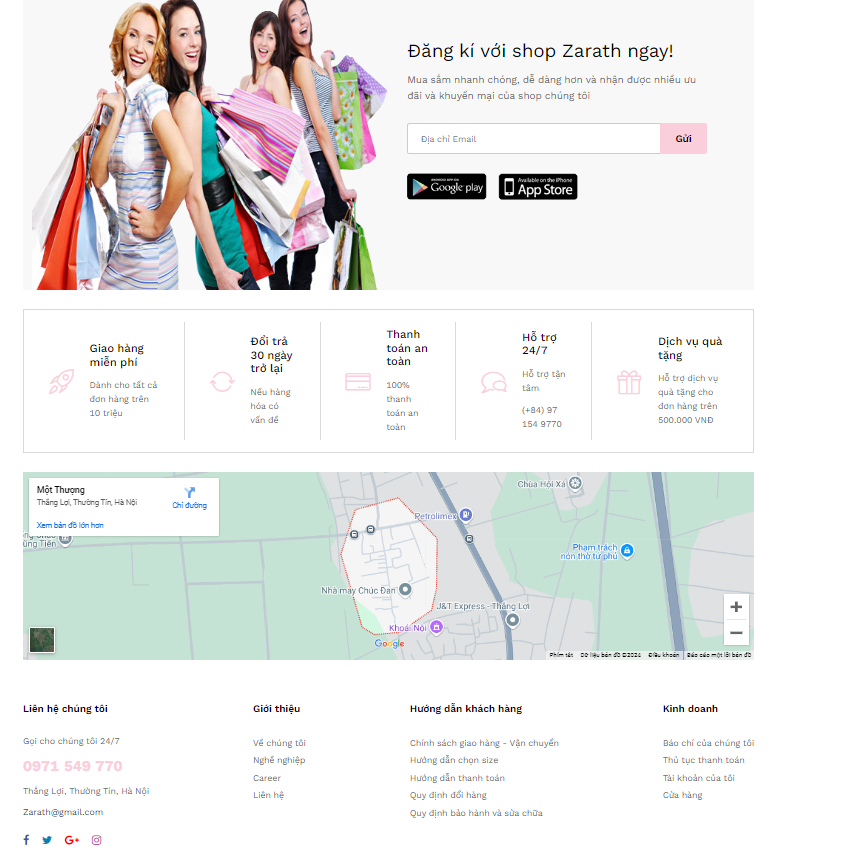 Đăng kí với shop Zarath ngay!
Mua sắm nhanh chóng, dễ dàng hơn và nhận được nhiều ưu
đãi và khuyến mại của shop chúng tôi
Địa chỉ Email
Gửi
ANDROID APP ON
Google play
Available on the iPhone
App Store
Giao hàng
miễn phí
Dành cho tất cả
đơn hàng trên
10 triệu
Đổi trả
30 ngày
trở lại
Nếu hàng
hóa có
vấn đề
Thanh
toán an
toàn
100%
thanh
toán an
toàn
Hỗ trợ
24/7
Hỗ trợ tận
tâm
(+84) 97
154 9770
Dịch vụ quà
tặng
Hỗ trợ dịch vụ
quà tặng cho
đơn hàng trên
500.000 VNĐ
Một Thượng
Thắng Lợi, Thường Tín, Hà Nội
Chỉ đường
Xem bản đồ lớn hơn
Chùa Hội Xá
Petrolimex
Phạm trách
nón thờ từ phủ
Nhà máy Chúc Đan
J&T Express - Thắng Lợi
Khoái Nội
Google
Phím tắt
Dữ liệu bản đồ ©2024
Điều khoản
Báo cáo một lỗi bản đồ
Liên hệ chúng tôi
Gọi cho chúng tôi 24/7
0971 549 770
Thắng Lợi, Thường Tín, Hà Nội
Zarath@gmail.com
Giới thiệu
Về chúng tôi
Nghề nghiệp
Career
Liên hệ
Hướng dẫn khách hàng
Chính sách giao hàng - Vận chuyển
Hướng dẫn chọn size
Hướng dẫn thanh toán
Quy định đổi hàng
Quy định bảo hành và sửa chữa
Kinh doanh
Báo chí của chúng tôi
Thủ tục thanh toán
Tài khoản của tôi
Cửa hàng